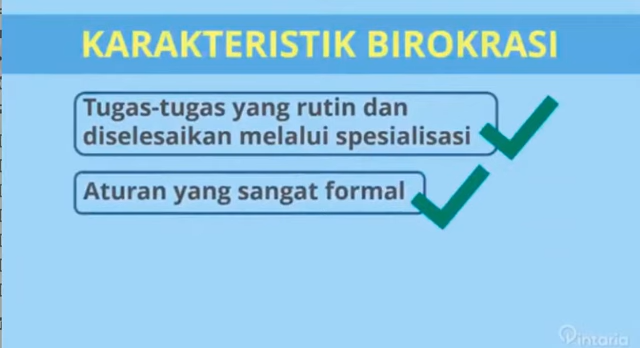 KARAKTERISTIK BIROKRASI
Tugas-tugas yang rutin dan
diselesaikan melalui spesialisasi
Aturan yang sangat formal
Pintaria